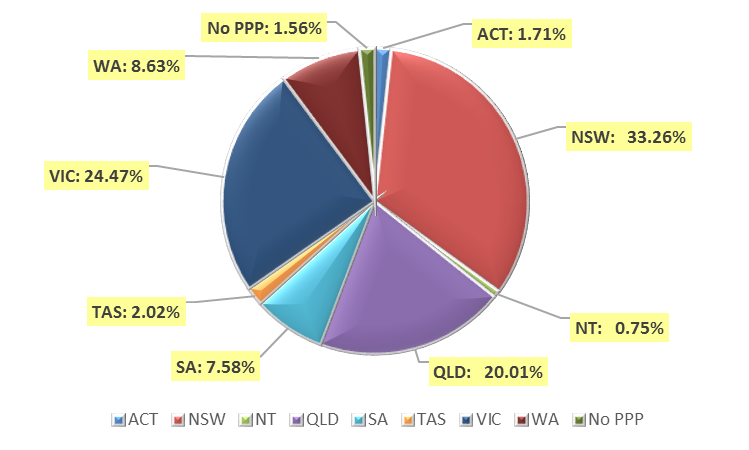 No PPP: 1.56%
ACT: 1.71%
WA: 8.63%
NSW: 33.26%
VIC: 24.47%
TAS: 2.02%
NT: 0.75%
SA: 7.58%
QLD: 20.01%
ACT NSW NT QLD SA TAS VIC WA No PPP